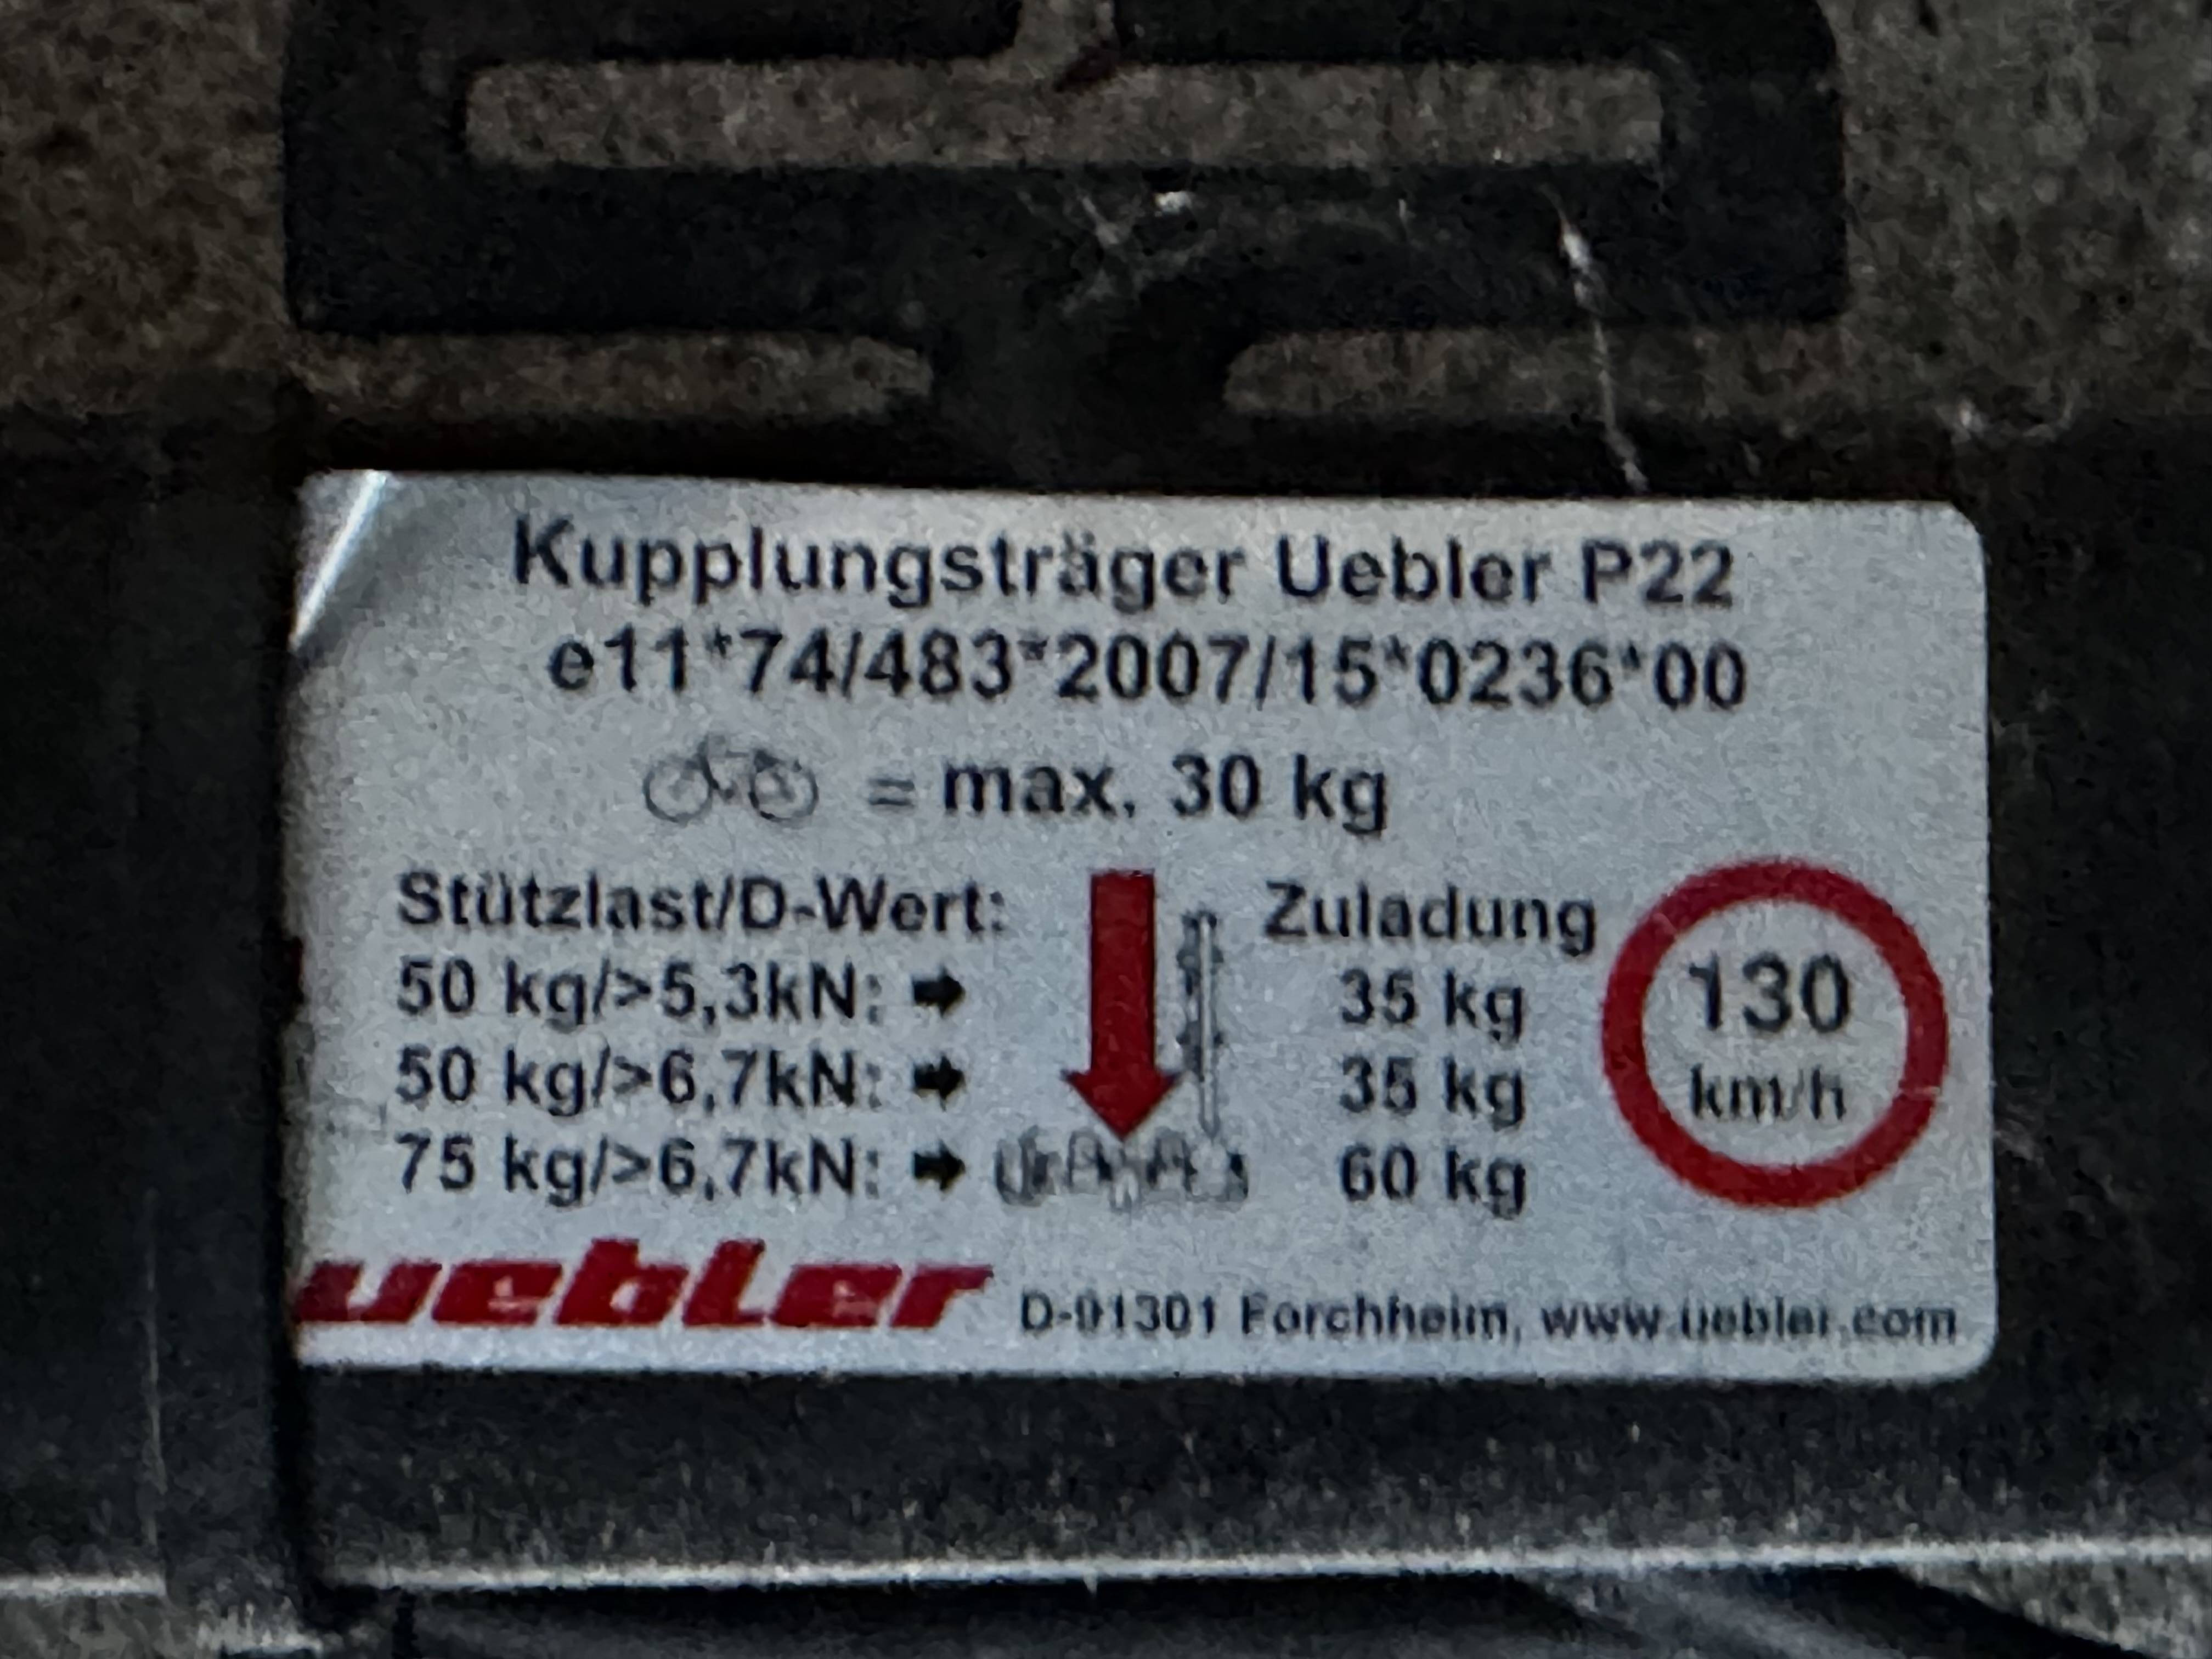 Kupplungsträger Uebler P22
e11*74/483*2007/15*0236*00
= max. 30 kg
Stützlast/D-Wert: Zuladung
50 kg/>5,3kN: 35 kg
50 kg/>6,7kN: 35 kg
75 kg/>6,7kN: 60 kg
130
km/h
uebler D-91301 Forchheim, www.uebler.com